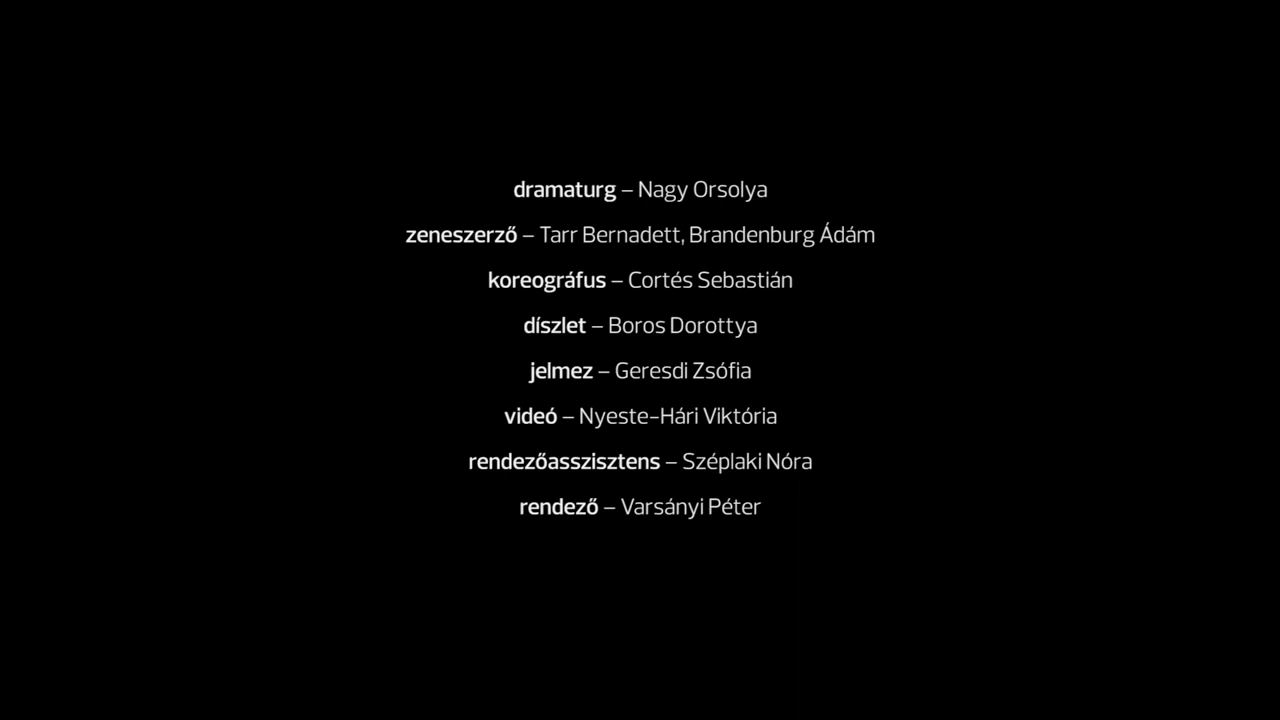 dramaturg – Nagy Orsolya
zeneszerző – Tarr Bernadett, Brandenburg Ádám
koreográfus – Cortés Sebastián
díszlet – Boros Dorottya
jelmez – Geresdi Zsófia
videó – Nyeste-Hári Viktória
rendezőasszisztens – Széplaki Nóra
rendező – Varsányi Péter